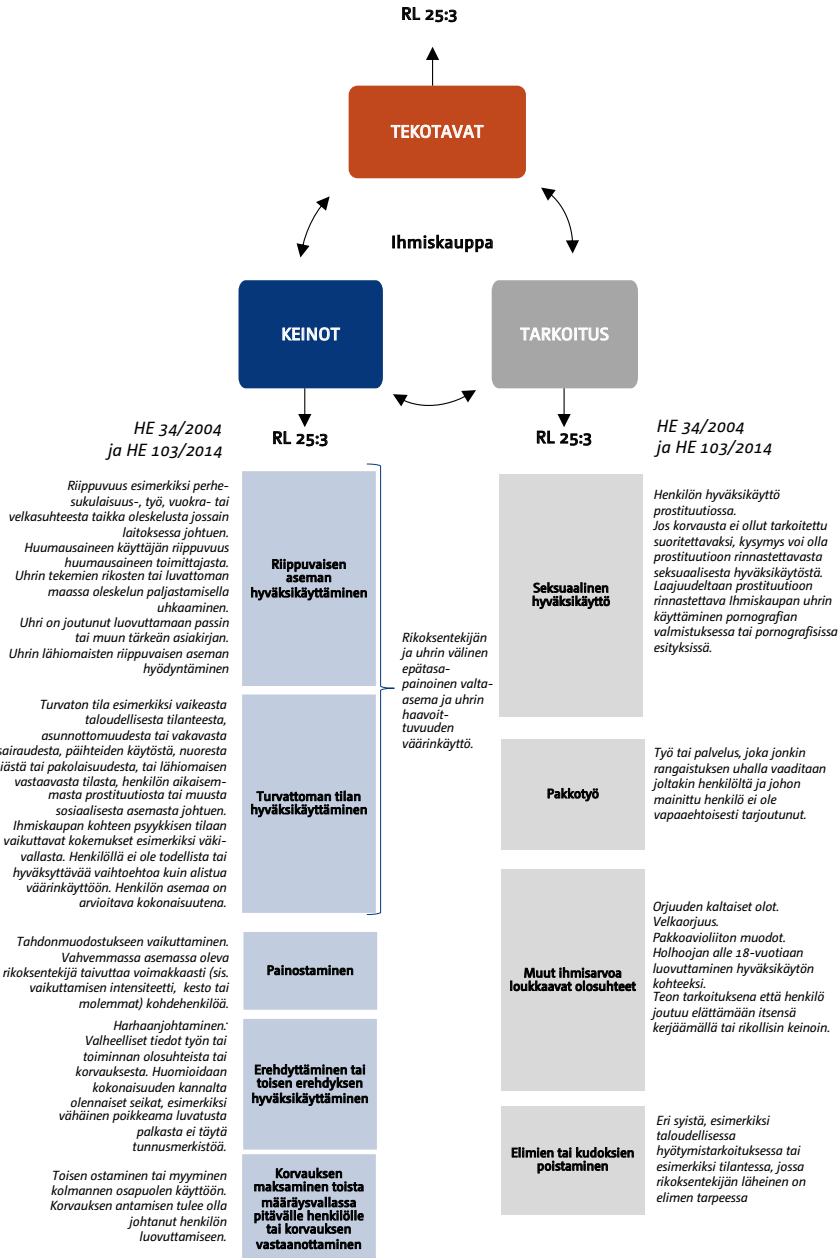 RL 25:3
TEKOTAVAT
Ihmiskauppa
KEINOT
TARKOITUS
HE 34/2004
ja HE 103/2014
RL 25:3
RL 25:3
HE 34/2004
ja HE 103/2014
Riippuvuus esimerkiksi perhe-
sukulaisuus-, työ, vuokra- tai
velkasuhteesta taikka oleskelusta jossain
laitoksessa johtuen.
Huumausaineen käyttäjän riippuvuus
huumausaineen toimittajasta.
Uhrin tekemien rikosten tai luvattoman
maassa oleskelun paljastamisella
uhkaaminen.
Uhri on joutunut luovuttamaan passin
tai muun tärkeän asiakirjan.
Uhrin lähiomaisten riippuvaisen aseman
hyödyntäminen
Riippuvaisen
aseman
hyväksikäyttäminen
Turvaton tila esimerkiksi vaikeasta
taloudellisesta tilanteesta,
asunnottomuudesta tai vakavasta
sairaudesta, päihteiden käytöstä, nuoresta
iästä tai pakolaisuudesta, tai lähiomaisen
vastaavasta tilasta, henkilön aikaisem-
masta prostituutiosta tai muusta
sosiaalisesta asemasta johtuen.
Ihmiskaupan kohteen psyykkisen tilaan
vaikuttavat kokemukset esimerkiksi väki-
vallasta. Henkilöllä ei ole todellista tai
hyväksyttävää vaihtoehtoa kuin alistua
väärinkäyttöön. Henkilön asemaa on
arvioitava kokonaisuutena.
Turvattoman tilan
hyväksikäyttäminen
Rikoksentekijän
ja uhrin välinen
epätasa-
painoinen valta-
asema ja uhrin
haavoit-
tuvuuden
väärinkäyttö.
Tahdonmuodostukseen vaikuttaminen.
Vahvemmassa asemassa oleva
rikoksentekijä taivuttaa voimakkaasti (sis.
vaikuttamisen intensiteetti, kesto tai
molemmat) kohdehenkilöä.
Painostaminen
Harhaanjohtaminen:
Valheelliset tiedot työn tai
toiminnan olosuhteista tai
korvauksesta. Huomioidaan
kokonaisuuden kannalta
olennaiset seikat, esimerkiksi
vähäinen poikkeama luvatusta
palkasta ei täytä
tunnusmerkistöä.
Erehdyttäminen tai
toisen erehdyksen
hyväksikäyttäminen
Toisen ostaminen tai myyminen
kolmannen osapuolen käyttöön.
Korvauksen antamisen tulee olla
johtanut henkilön
luovuttamiseen.
Korvauksen
maksaminen toista
määräysvallassa
pitävälle henkilölle
tai korvauksen
vastaanottaminen
Seksuaalinen
hyväksikäyttö
Henkilön hyväksikäyttö
prostituutiossa.
Jos korvausta ei ollut tarkoitettu
suoritettavaksi, kysymys voi olla
prostituutioon rinnastettavasta
seksuaalisesta hyväksikäytöstä.
Laajuudeltaan prostituutioon
rinnastettava Ihmiskaupan uhrin
käyttäminen pornografian
valmistuksessa tai pornografisissa
esityksissä.
Pakkotyö
Työ tai palvelus, joka jonkin
rangaistuksen uhalla vaaditaan
joltakin henkilöltä ja johon
mainittu henkilö ei ole
vapaaehtoisesti tarjoutunut.
Muut ihmisarvoa
loukkaavat olosuhteet
Orjuuden kaltaiset olot.
Velkaorjuus.
Pakkoavioliiton muodot.
Holhoojan alle 18-vuotiaan
luovuttaminen hyväksikäytön
kohteeksi.
Teon tarkoituksena että henkilö
joutuu elättämään itsensä
kerjäämällä tai rikollisin keinoin.
Elimien tai kudoksien
poistaminen
Eri syistä, esimerkiksi
taloudellisessa
hyötymistarkoituksessa tai
esimerkiksi tilantessa, jossa
rikoksentekijän läheinen on
elimen tarpeessa